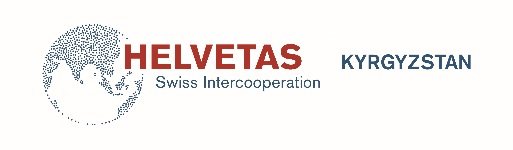 HELVETAS
Swiss Intercooperation
KYRGYZSTAN